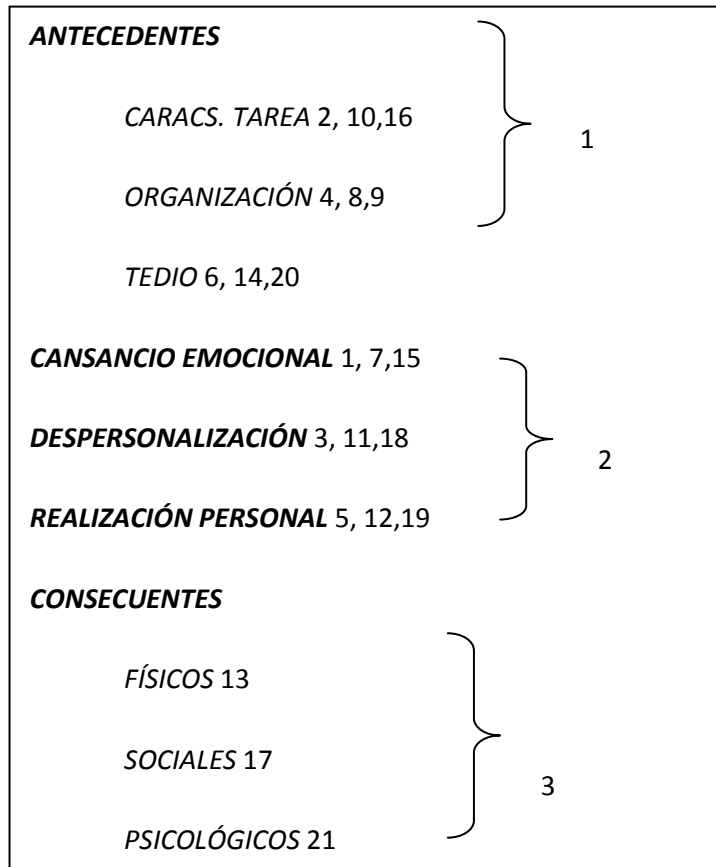 ANTECEDENTES
CARACS. TAREA 2, 10,16
1
ORGANIZACIÓN 4, 8,9
TEDIO 6, 14,20
CANSANCIO EMOCIONAL 1, 7,15
DESPERSONALIZACIÓN 3, 11,18
2
REALIZACIÓN PERSONAL 5, 12,19
CONSECUENTES
FÍSICOS 13
SOCIALES 17
3
PSICOLÓGICOS 21